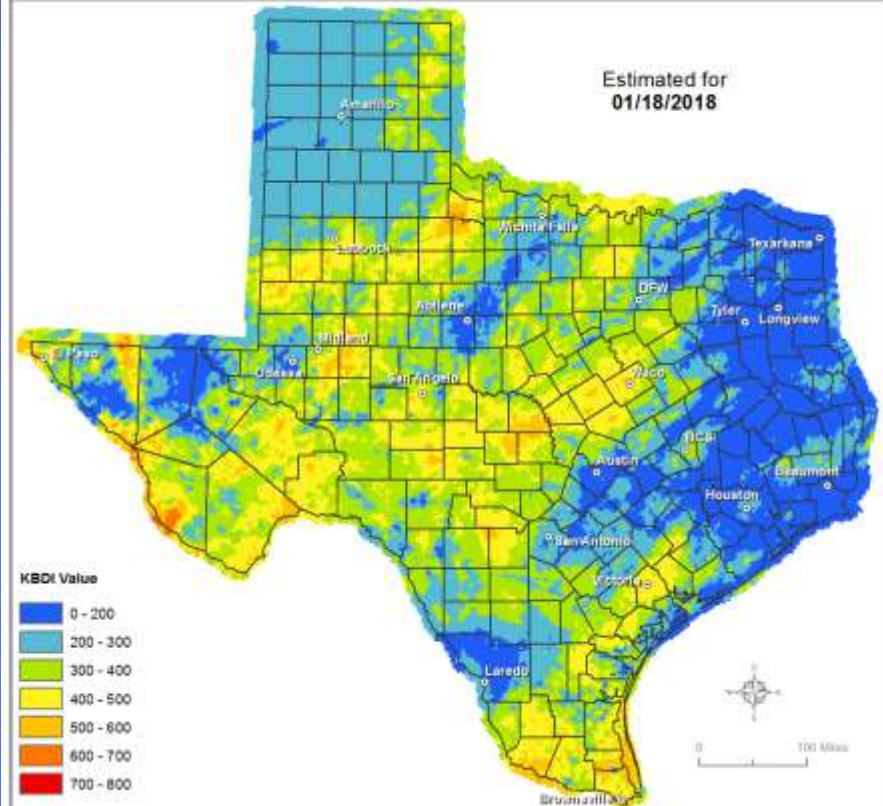 Estimated for
01/18/2018
Amarillo
Wichita Falls
Texarkana
Lubbock
DFW
Abilene
Tyler
Longview
El Paso
Midland
Odessa
San Angelo
Waco
BCS
Austin
Beaumont
Houston
San Antonio
Victoria
Laredo
Brownsville
KBDI Value
0 - 200
200 - 300
300 - 400
400 - 500
500 - 600
600 - 700
700 - 800
0 100 Miles